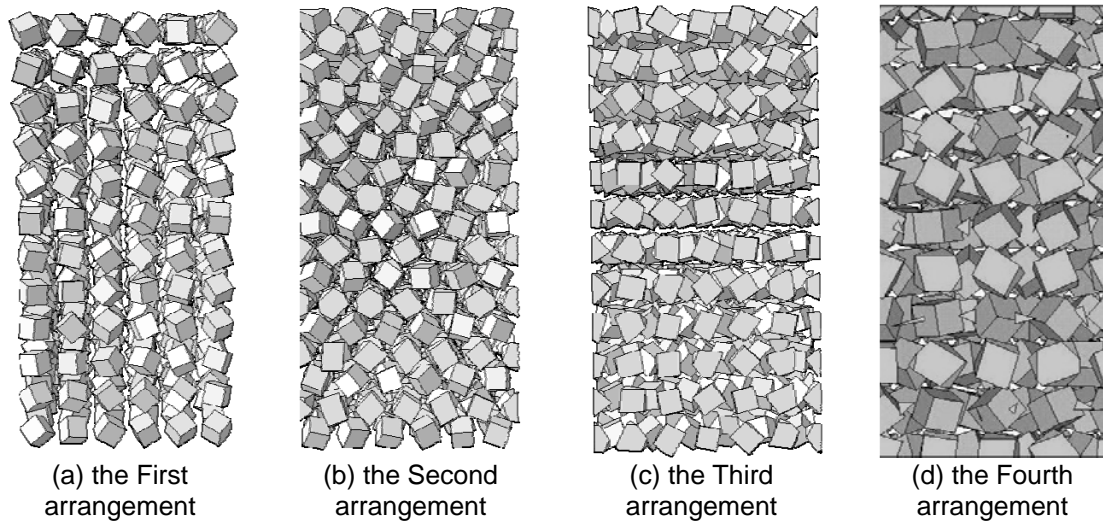 (a) the First
arrangement
(b) the Second
arrangement
(c) the Third
arrangement
(d) the Fourth
arrangement